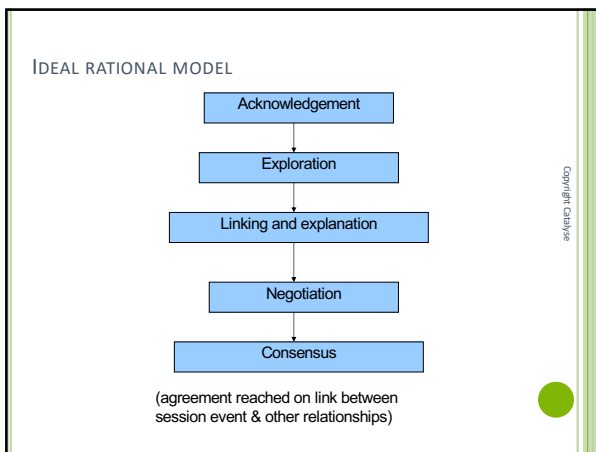 IDEAL RATIONAL MODEL
Acknowledgement
Exploration
Linking and explanation
Negotiation
Consensus
(agreement reached on link between
session event & other relationships)
Copyright Catalyse